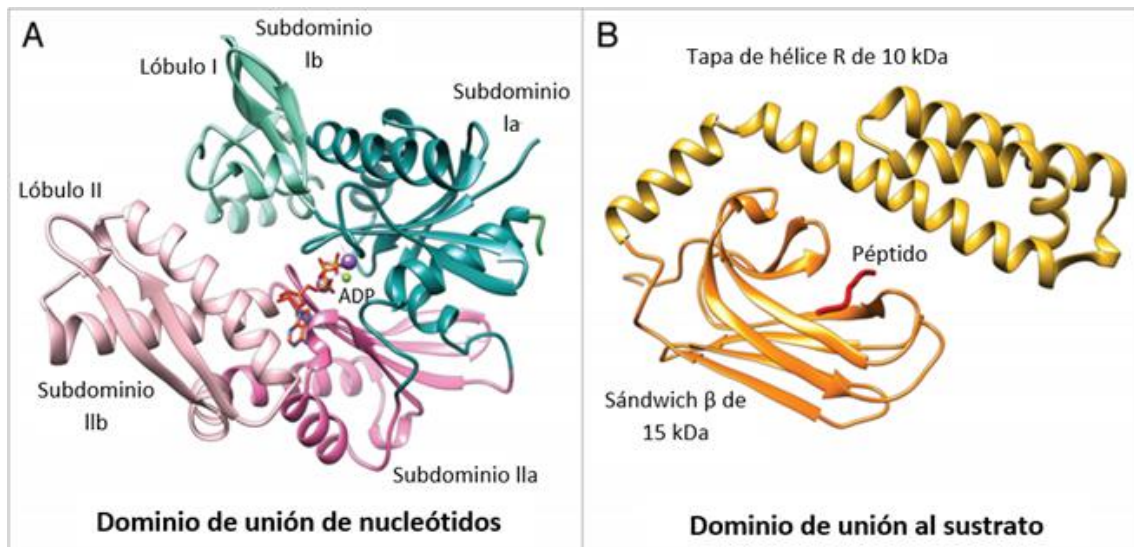 A
Subdominio
Ib
Lóbulo I
Subdominio
Ia
Lóbulo II
ADP
Subdominio
IIb
Subdominio IIa
Dominio de unión de nucleótidos
B
Tapa de hélice R de 10 kDa
Péptido
Sándwich β de
15 kDa
Dominio de unión al sustrato